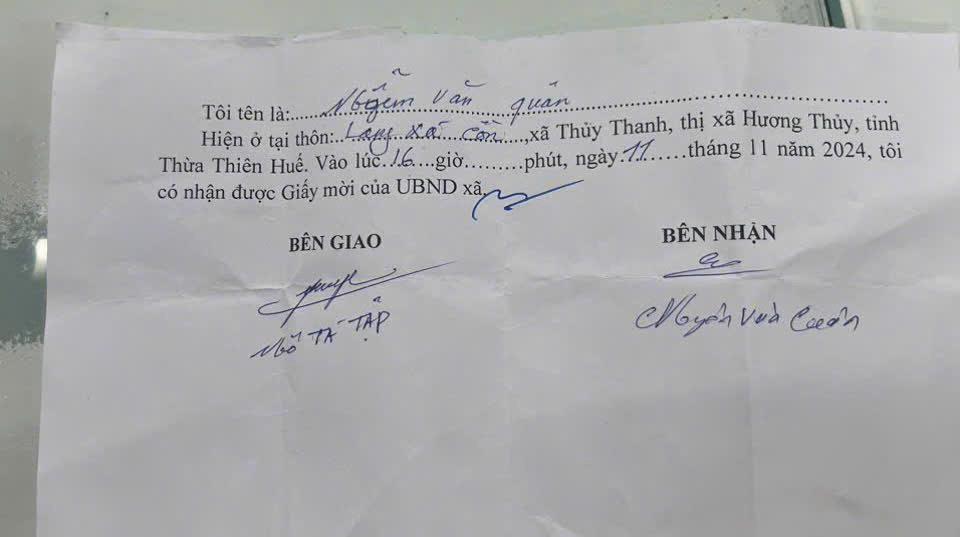 Tôi tên là:.....Nguyễn Văn Quân.....
Hiện ở tại thôn:..Lang Xá Cồn..,xã Thủy Thanh, thị xã Hương Thủy, tỉnh
Thừa Thiên Huế. Vào lúc..16...giờ.........phút, ngày.11......tháng 11 năm 2024, tôi
có nhận được Giấy mời của UBND xã.
BÊN GIAO
BÊN NHẬN
Ngô Tá TẬP
Nguyễn Văn Quân